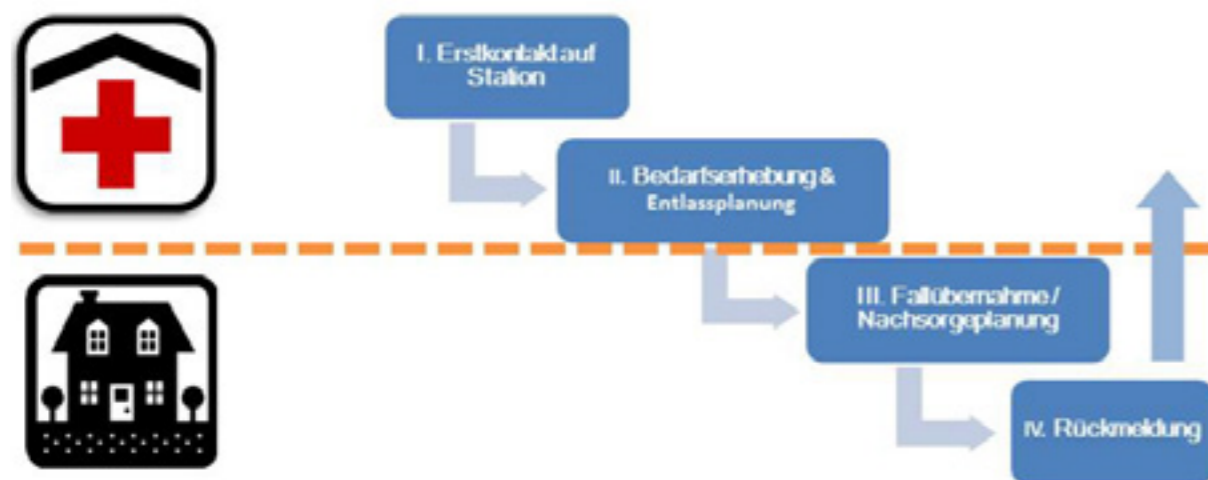 I. Erstkontakt auf
Station
II. Bedarfserhebung &
Entlassplanung
III. Fallübernahme /
Nachsorgeplanung
IV. Rückmeldung